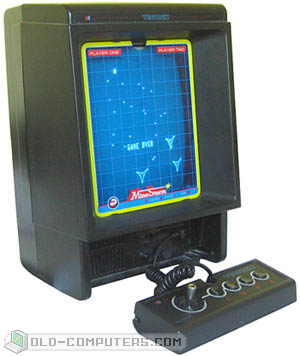 VECTREX
PLAYER ONE
PLAYER TWO
GAME OVER
MineStorm
OLD-COMPUTERS.COM